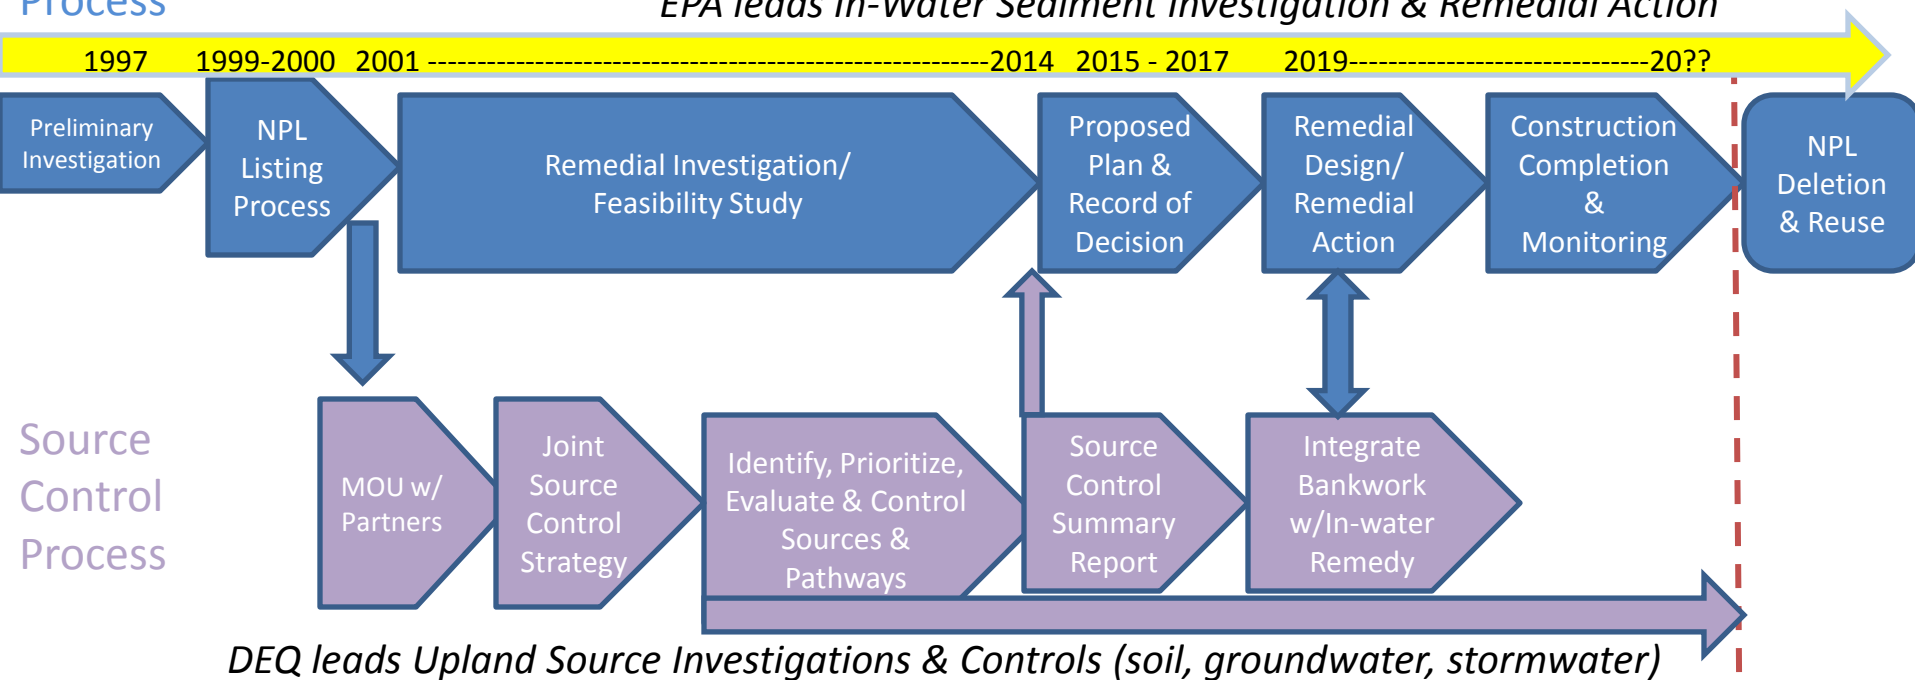 Process
EPA leads In-Water Sediment Investigation & Remedial Action
1997 1999-2000 2001 ----------------------------------------------------------2014 2015 - 2017 2019------------------------------20??
Preliminary
Investigation
NPL
Listing
Process
Remedial Investigation/
Feasibility Study
Proposed
Plan &
Record of
Decision
Remedial
Design/
Remedial
Action
Construction
Completion
&
Monitoring
NPL
Deletion
& Reuse
Source
Control
Process
MOU w/
Partners
Joint
Source
Control
Strategy
Identify, Prioritize,
Evaluate & Control
Sources &
Pathways
Source
Control
Summary
Report
Integrate
Bankwork
w/In-water
Remedy
DEQ leads Upland Source Investigations & Controls (soil, groundwater, stormwater)